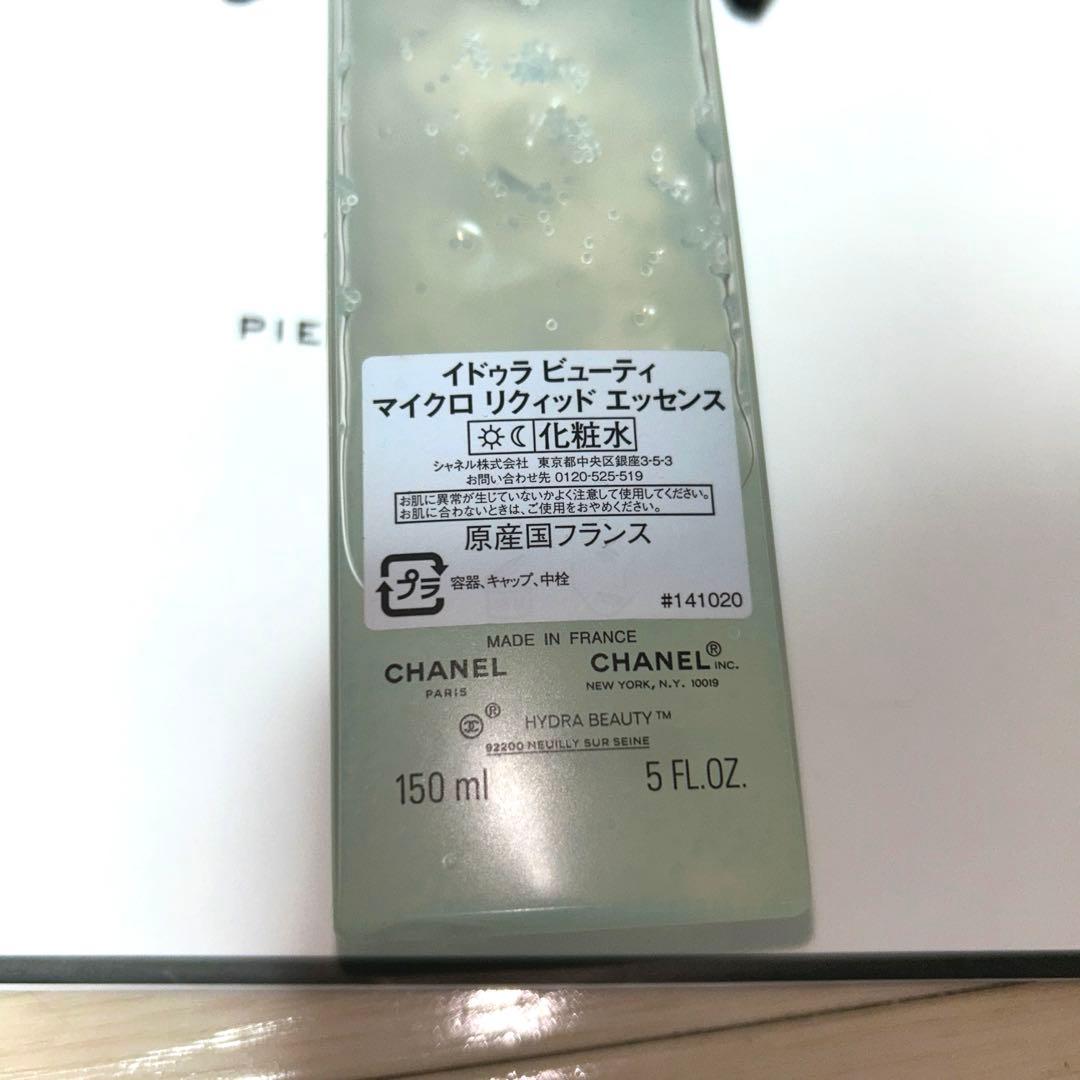 PIE
イドゥラ ビューティ
マイクロ リクィッド エッセンス
化粧水
シャネル株式会社 東京都中央区銀座3-5-3
お問い合わせ先 0120-525-519
お肌に異常が生じていないかよく注意して使用してください。
お肌に合わないときは、ご使用をおやめください。
原産国フランス
プラ 容器、キャップ、中栓
#141020
MADE IN FRANCE
CHANEL CHANEL® INC.
PARIS NEW YORK, N.Y. 10019
® HYDRA BEAUTY™
92200 NEUILLY SUR SEINE
150 ml 5 FL.OZ.